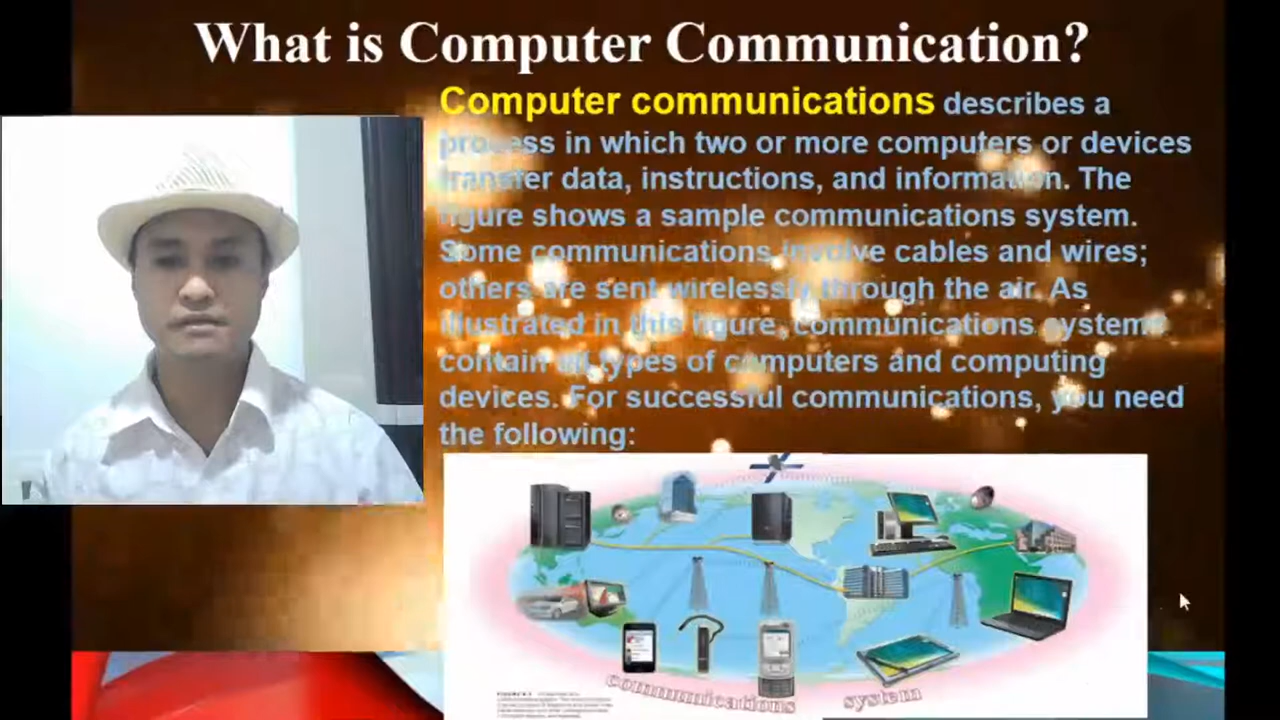 What is Computer Communication?
Computer communications describes a
process in which two or more computers or devices
transfer data, instructions, and information. The
figure shows a sample communications system.
Some communications involve cables and wires;
others are sent wirelessly through the air. As
illustrated in this figure, communications systems
contain all types of computers and computing
devices. For successful communications, you need
the following:
communications system